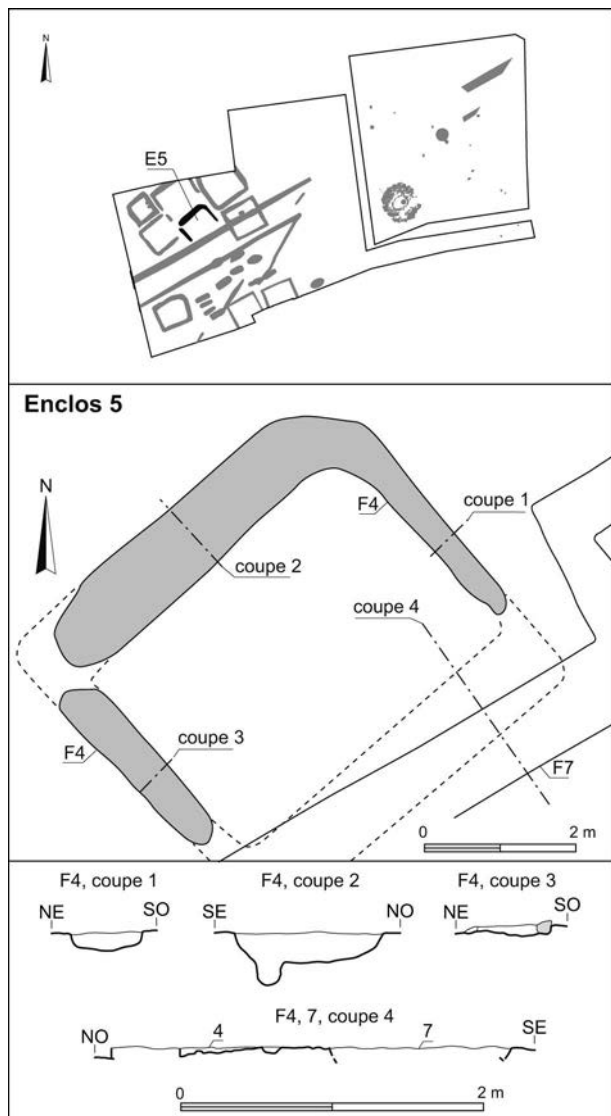 N
E5
Enclos 5
N
F4
coupe 1
coupe 2
coupe 4
F4
coupe 3
F7
0 2 m
F4, coupe 1 F4, coupe 2 F4, coupe 3
NE SO SE NO NE SO
F4, 7, coupe 4
NO 4 7 SE
0 2 m